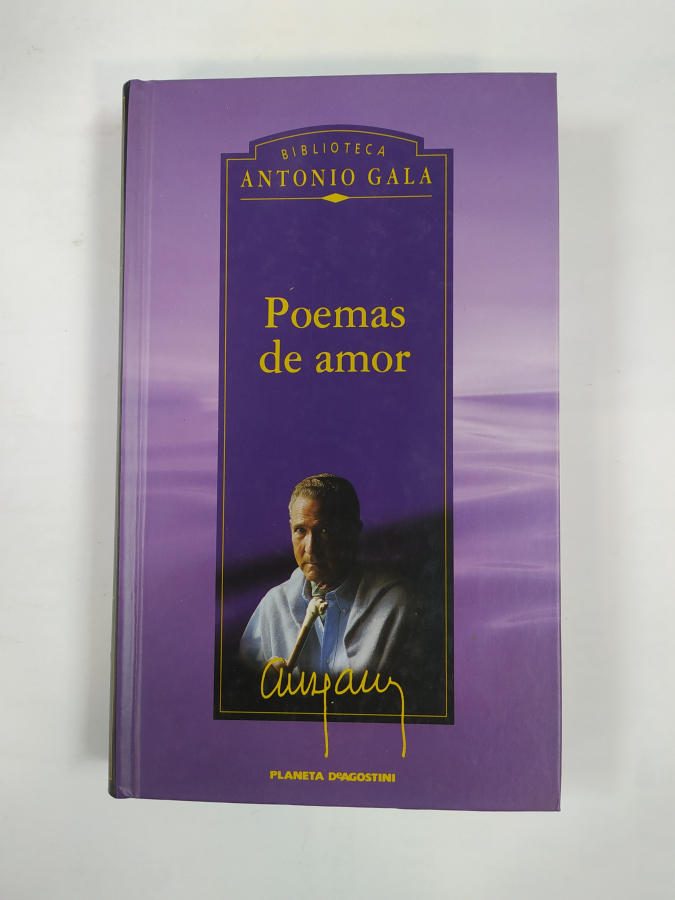 BIBLIOTECA
ANTONIO GALA
Poemas
de amor
PLANETA DeAGOSTINI